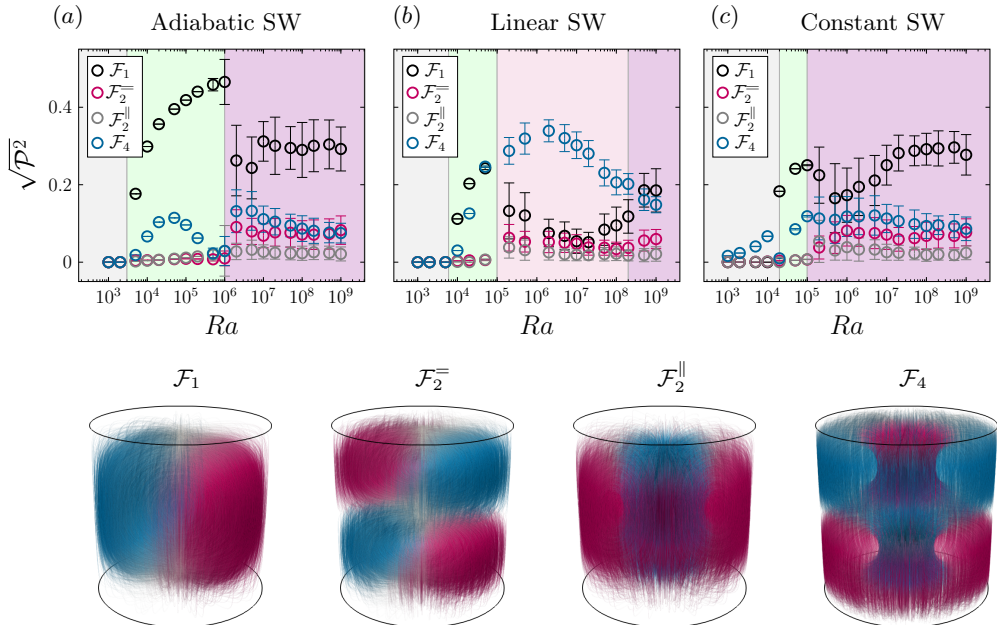 (a) Adiabatic SW
(b) Linear SW
(c) Constant SW
√𝒫²
0.4
0.2
0
ℱ₁
ℱ₂⁼
ℱ₂‖
ℱ₄
ℱ₁
ℱ₂⁼
ℱ₂‖
ℱ₄
ℱ₁
ℱ₂⁼
ℱ₂‖
ℱ₄
10³ 10⁴ 10⁵ 10⁶ 10⁷ 10⁸ 10⁹
10³ 10⁴ 10⁵ 10⁶ 10⁷ 10⁸ 10⁹
10³ 10⁴ 10⁵ 10⁶ 10⁷ 10⁸ 10⁹
Ra
Ra
Ra
ℱ₁ ℱ₂⁼ ℱ₂‖ ℱ₄